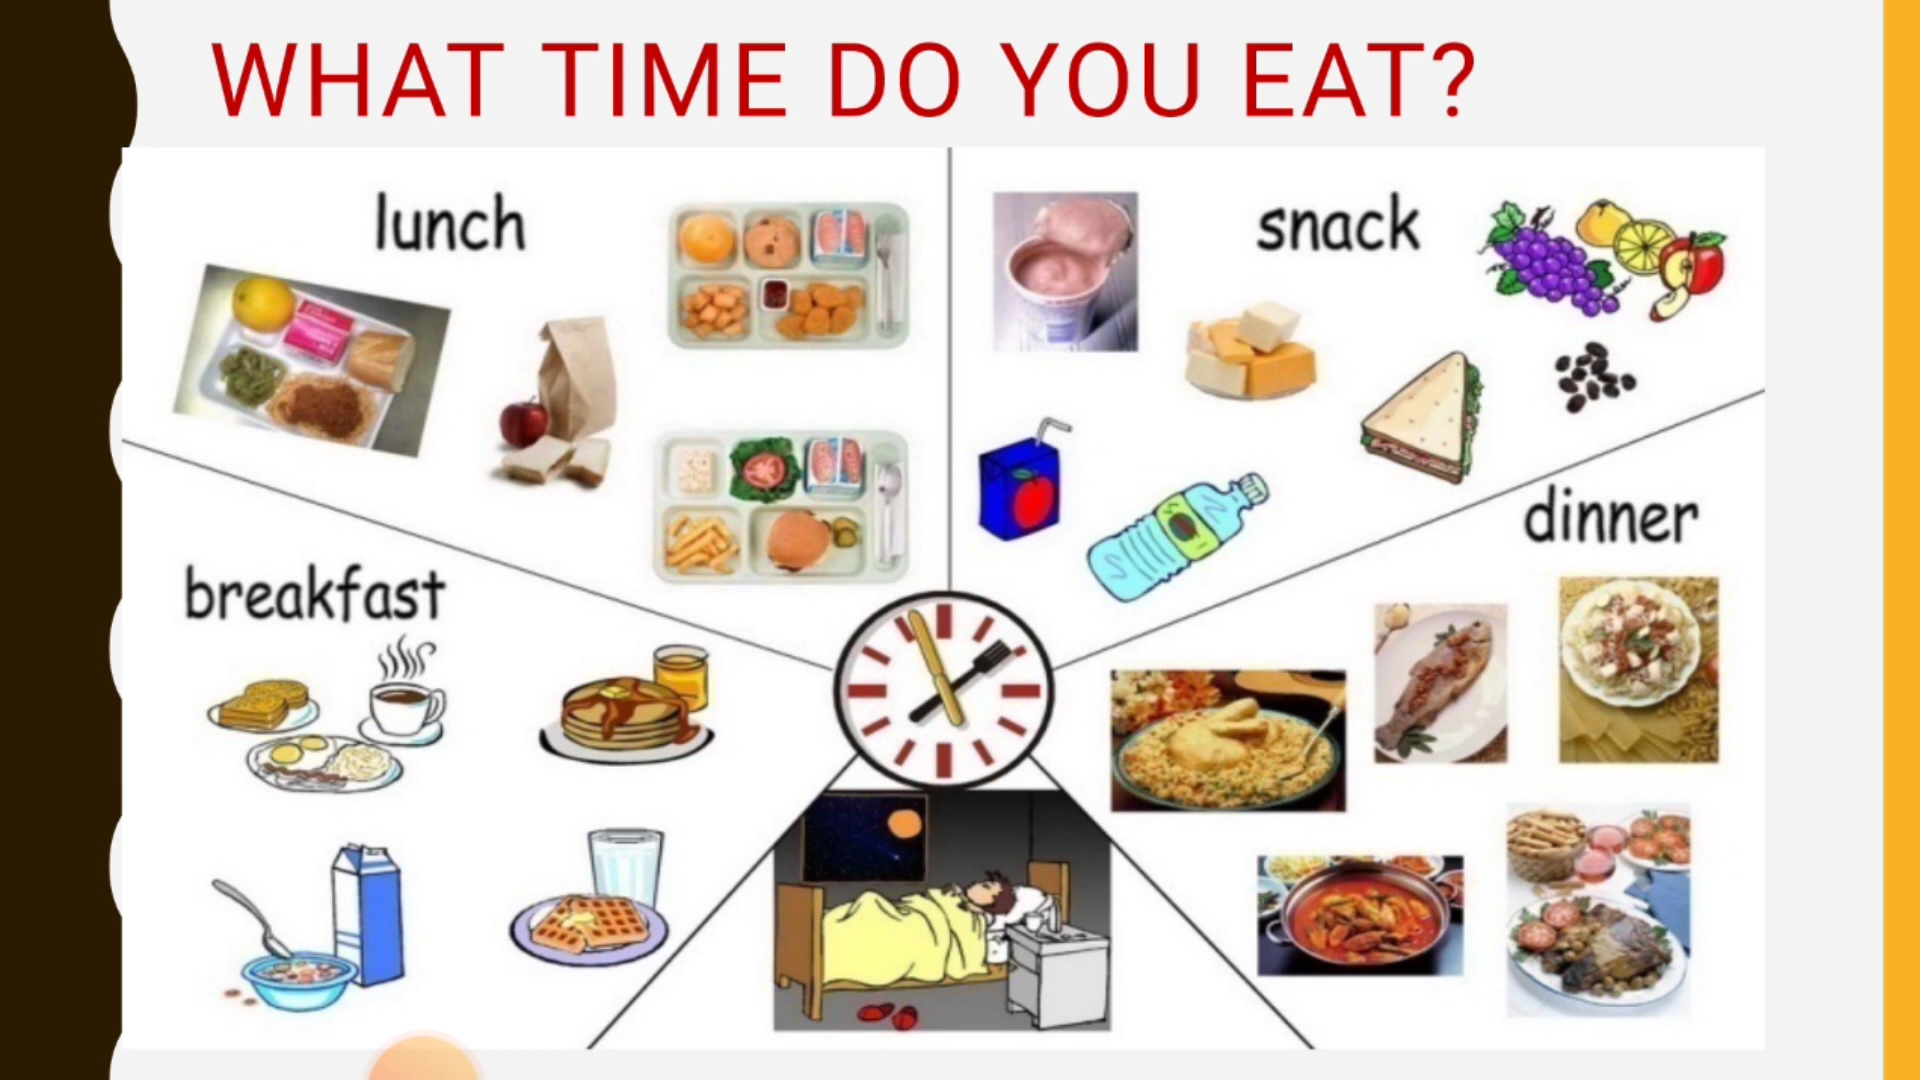 WHAT TIME DO YOU EAT?
lunch
snack
dinner
breakfast